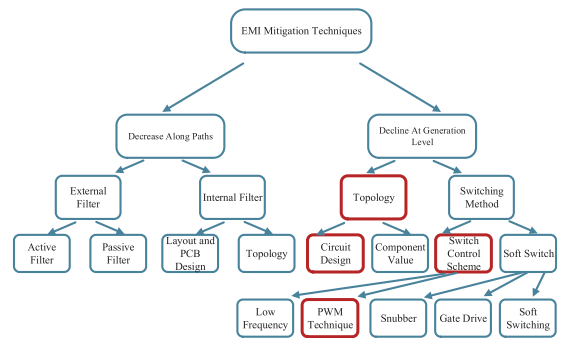 EMI Mitigation Techniques
Decrease Along Paths
Decline At Generation
Level
External
Filter
Internal Filter
Topology
Switching
Method
Active
Filter
Passive
Filter
Layout and
PCB
Design
Topology
Circuit
Design
Component
Value
Switch
Control
Scheme
Soft Switch
Low
Frequency
PWM
Technique
Snubber
Gate Drive
Soft
Switching